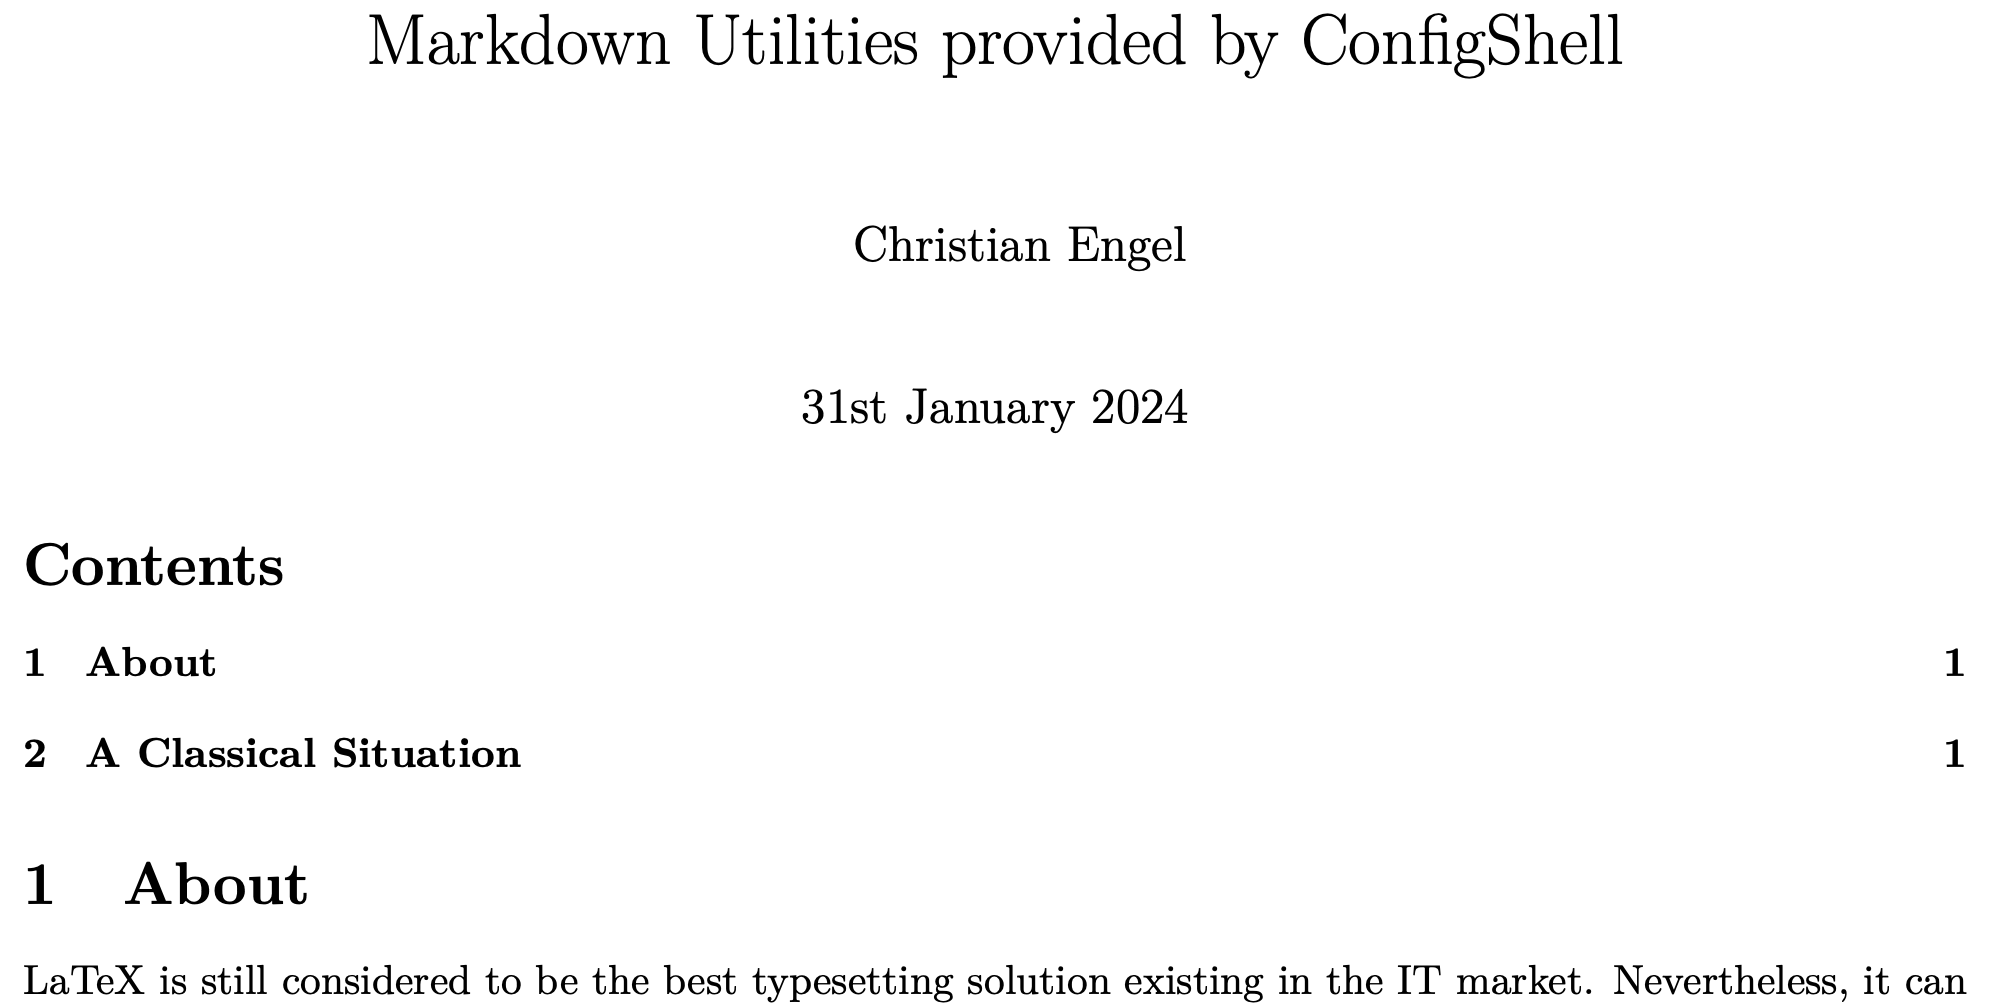 Markdown Utilities provided by ConfigShell
Christian Engel
31st January 2024
Contents
1 About 1
2 A Classical Situation 1
1 About
LaTeX is still considered to be the best typesetting solution existing in the IT market. Nevertheless, it can